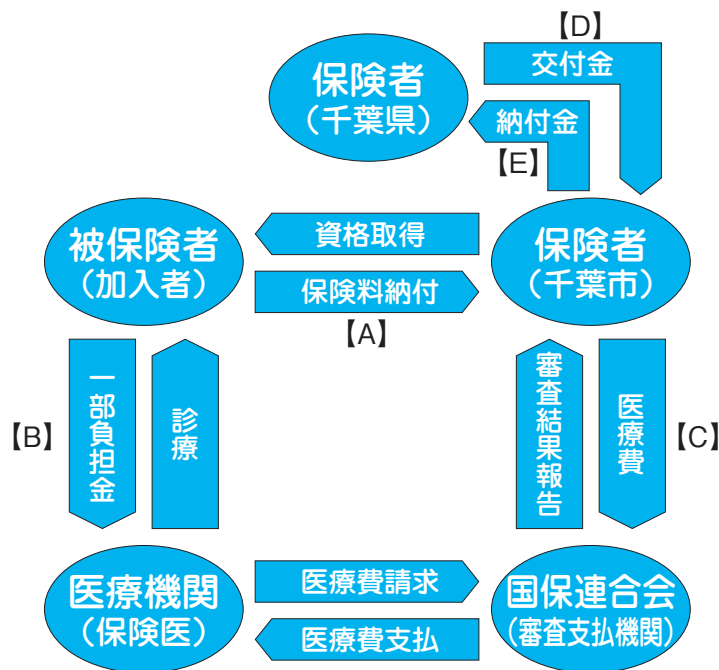 【D】
交付金
保険者
（千葉県）
納付金
【E】
被保険者
（加入者）
資格取得
保険者
（千葉市）
保険料納付
【A】
【B】
一部負担金
診療
審査結果報告
医療費
【C】
医療機関
（保険医）
医療費請求
国保連合会
（審査支払機関）
医療費支払